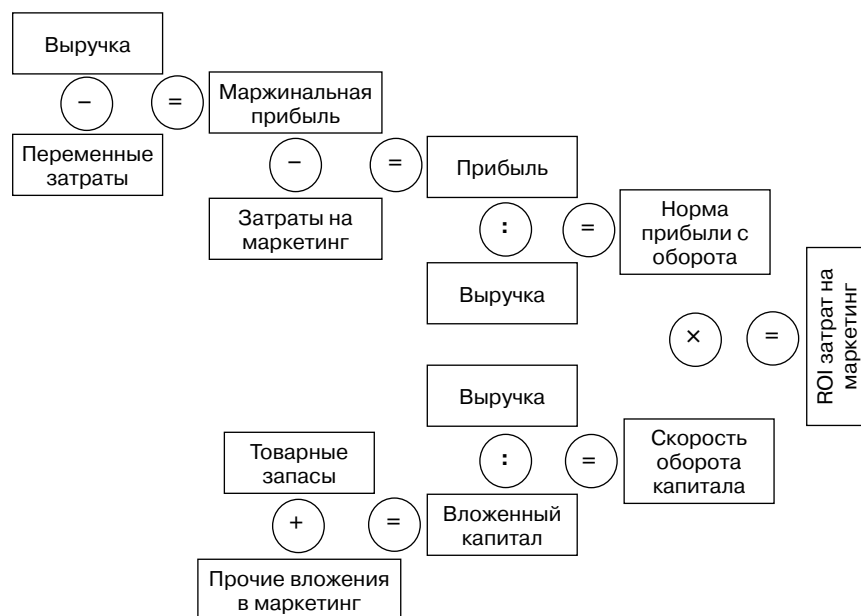 Выручка
−
=
Переменные
затраты
Маржинальная
прибыль
−
=
Затраты на
маркетинг
Прибыль
:
=
Выручка
Норма
прибыли с
оборота
×
=
ROI затрат на
маркетинг
Выручка
:
=
Скорость
оборота
капитала
Товарные
запасы
+
=
Вложенный
капитал
Прочие вложения
в маркетинг